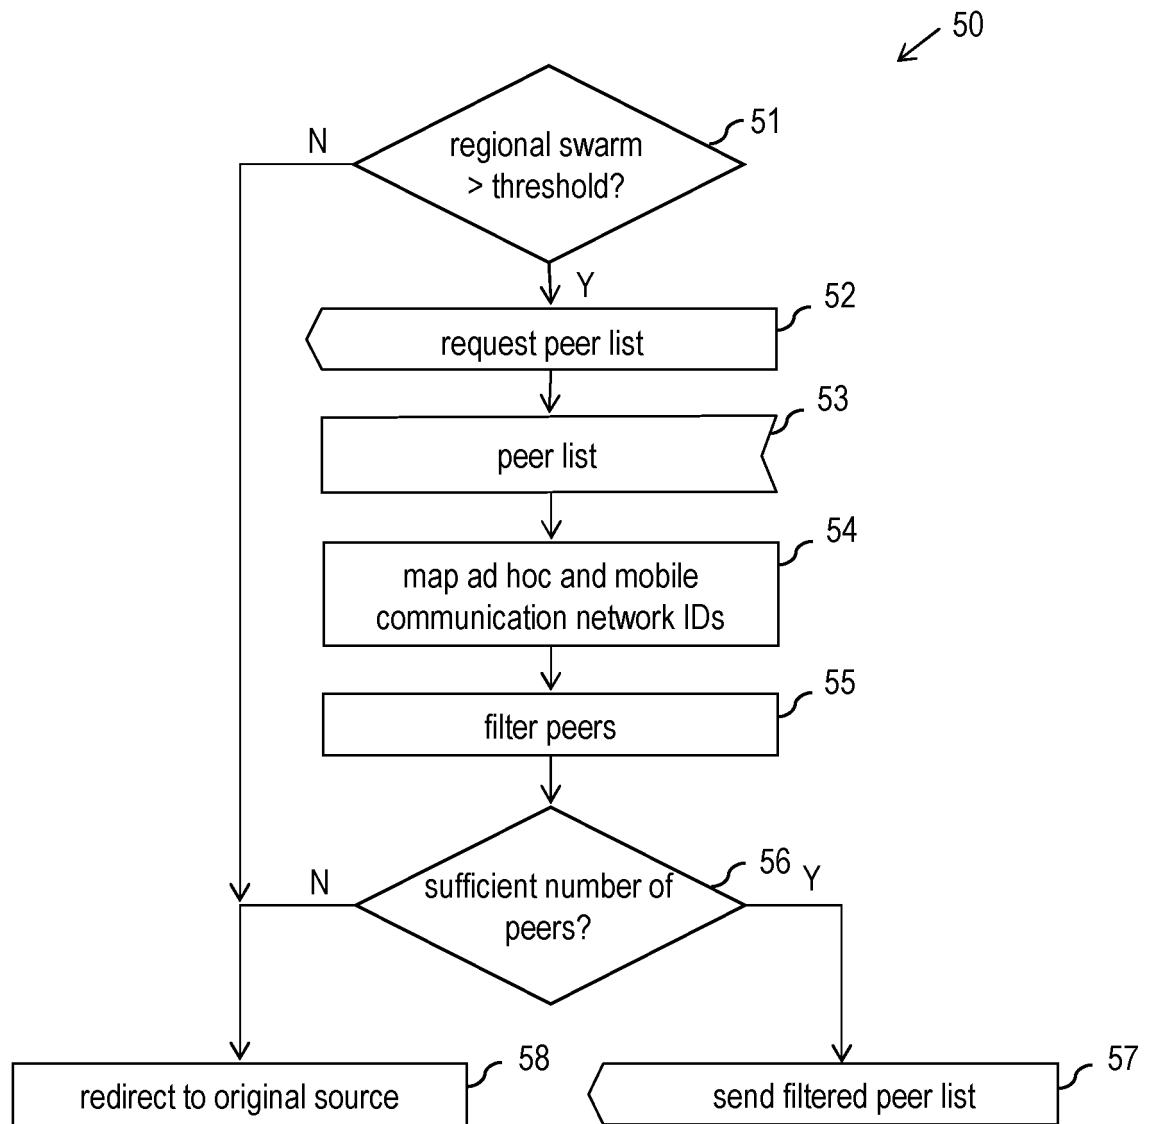 50
51
N
regional swarm
> threshold?
Y
52
request peer list
53
peer list
54
map ad hoc and mobile
communication network IDs
55
filter peers
56
N
Y
sufficient number of
peers?
58
redirect to original source
57
send filtered peer list